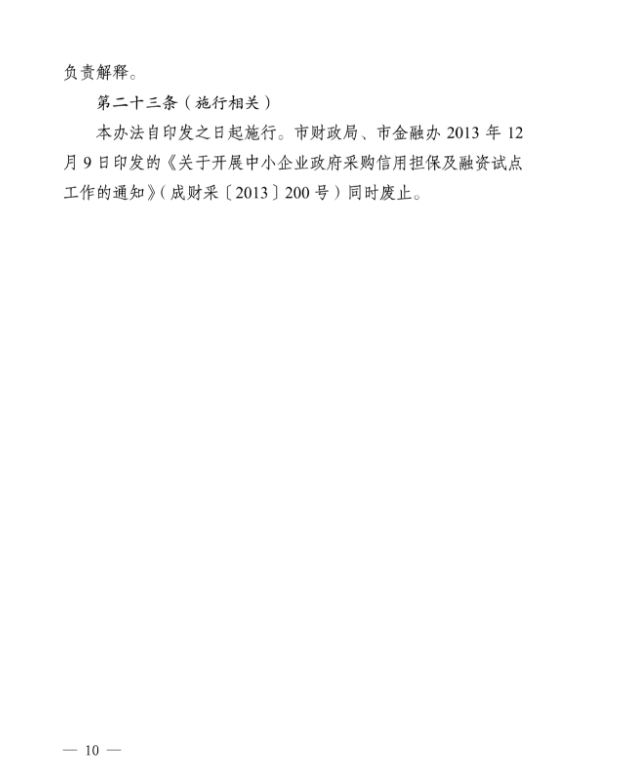 负责解释。
第二十三条（施行相关）
本办法自印发之日起施行。市财政局、市金融办 2013 年 12
月 9 日印发的《关于开展中小企业政府采购信用担保及融资试点
工作的通知》（成财采〔2013〕200 号）同时废止。
— 10 —